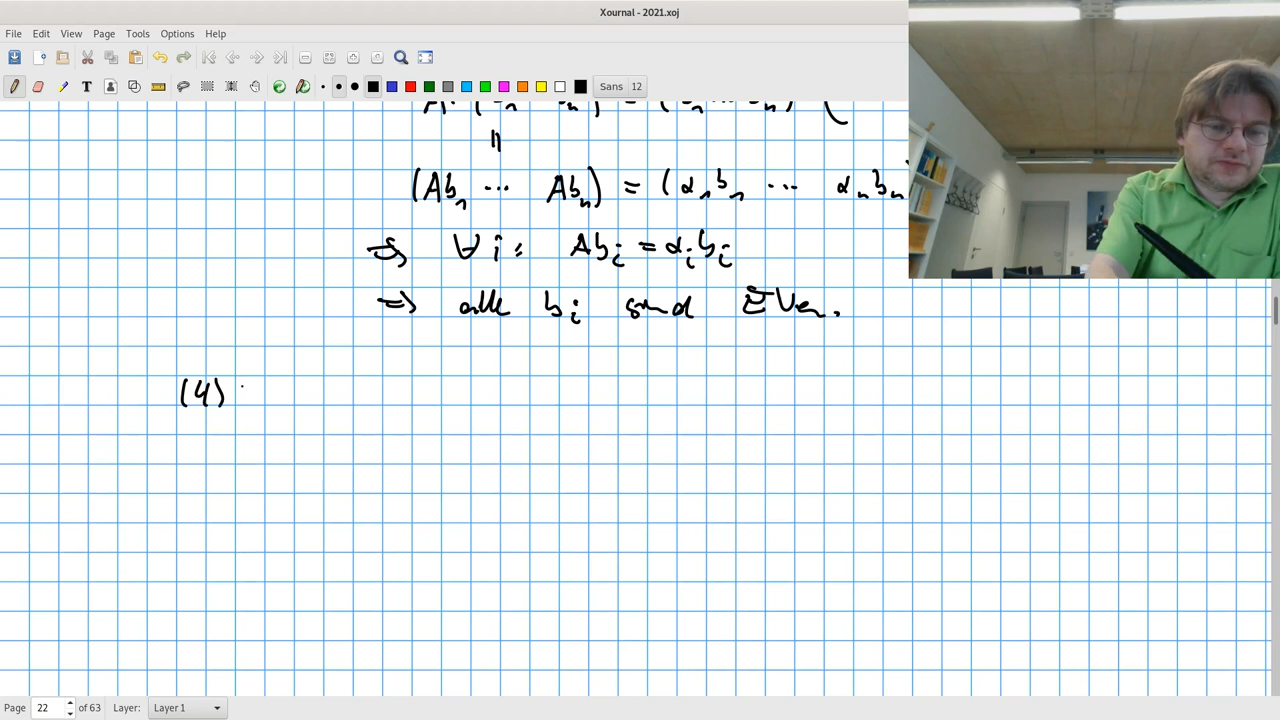 Xournal - 2021.xoj
File Edit View Page Tools Options Help
Sans 12
(Ab₁ ⋯ Abₙ) = (α₁b₁ ⋯ αₙbₙ
⇒ ∀ i: Abᵢ = αᵢbᵢ
⇒ alle bᵢ sind EVen.
(4)
Page 22 of 63 Layer: Layer 1